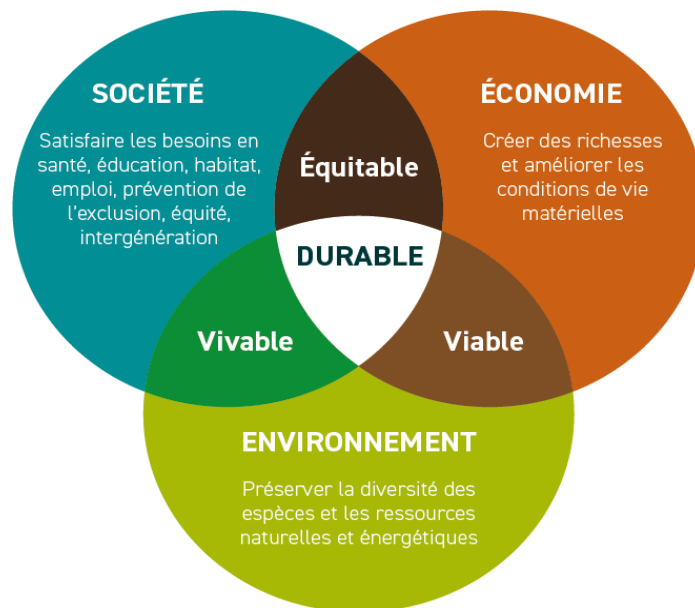 SOCIÉTÉ
Satisfaire les besoins en
santé, éducation, habitat,
emploi, prévention de
l'exclusion, équité,
intergénération
ÉCONOMIE
Créer des richesses
et améliorer les
conditions de vie
matérielles
Équitable
DURABLE
Vivable
Viable
ENVIRONNEMENT
Préserver la diversité des
espèces et les ressources
naturelles et énergétiques